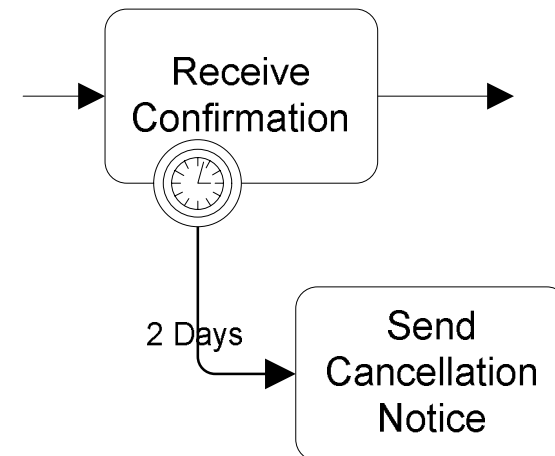 Receive
Confirmation
2 Days
Send
Cancellation
Notice